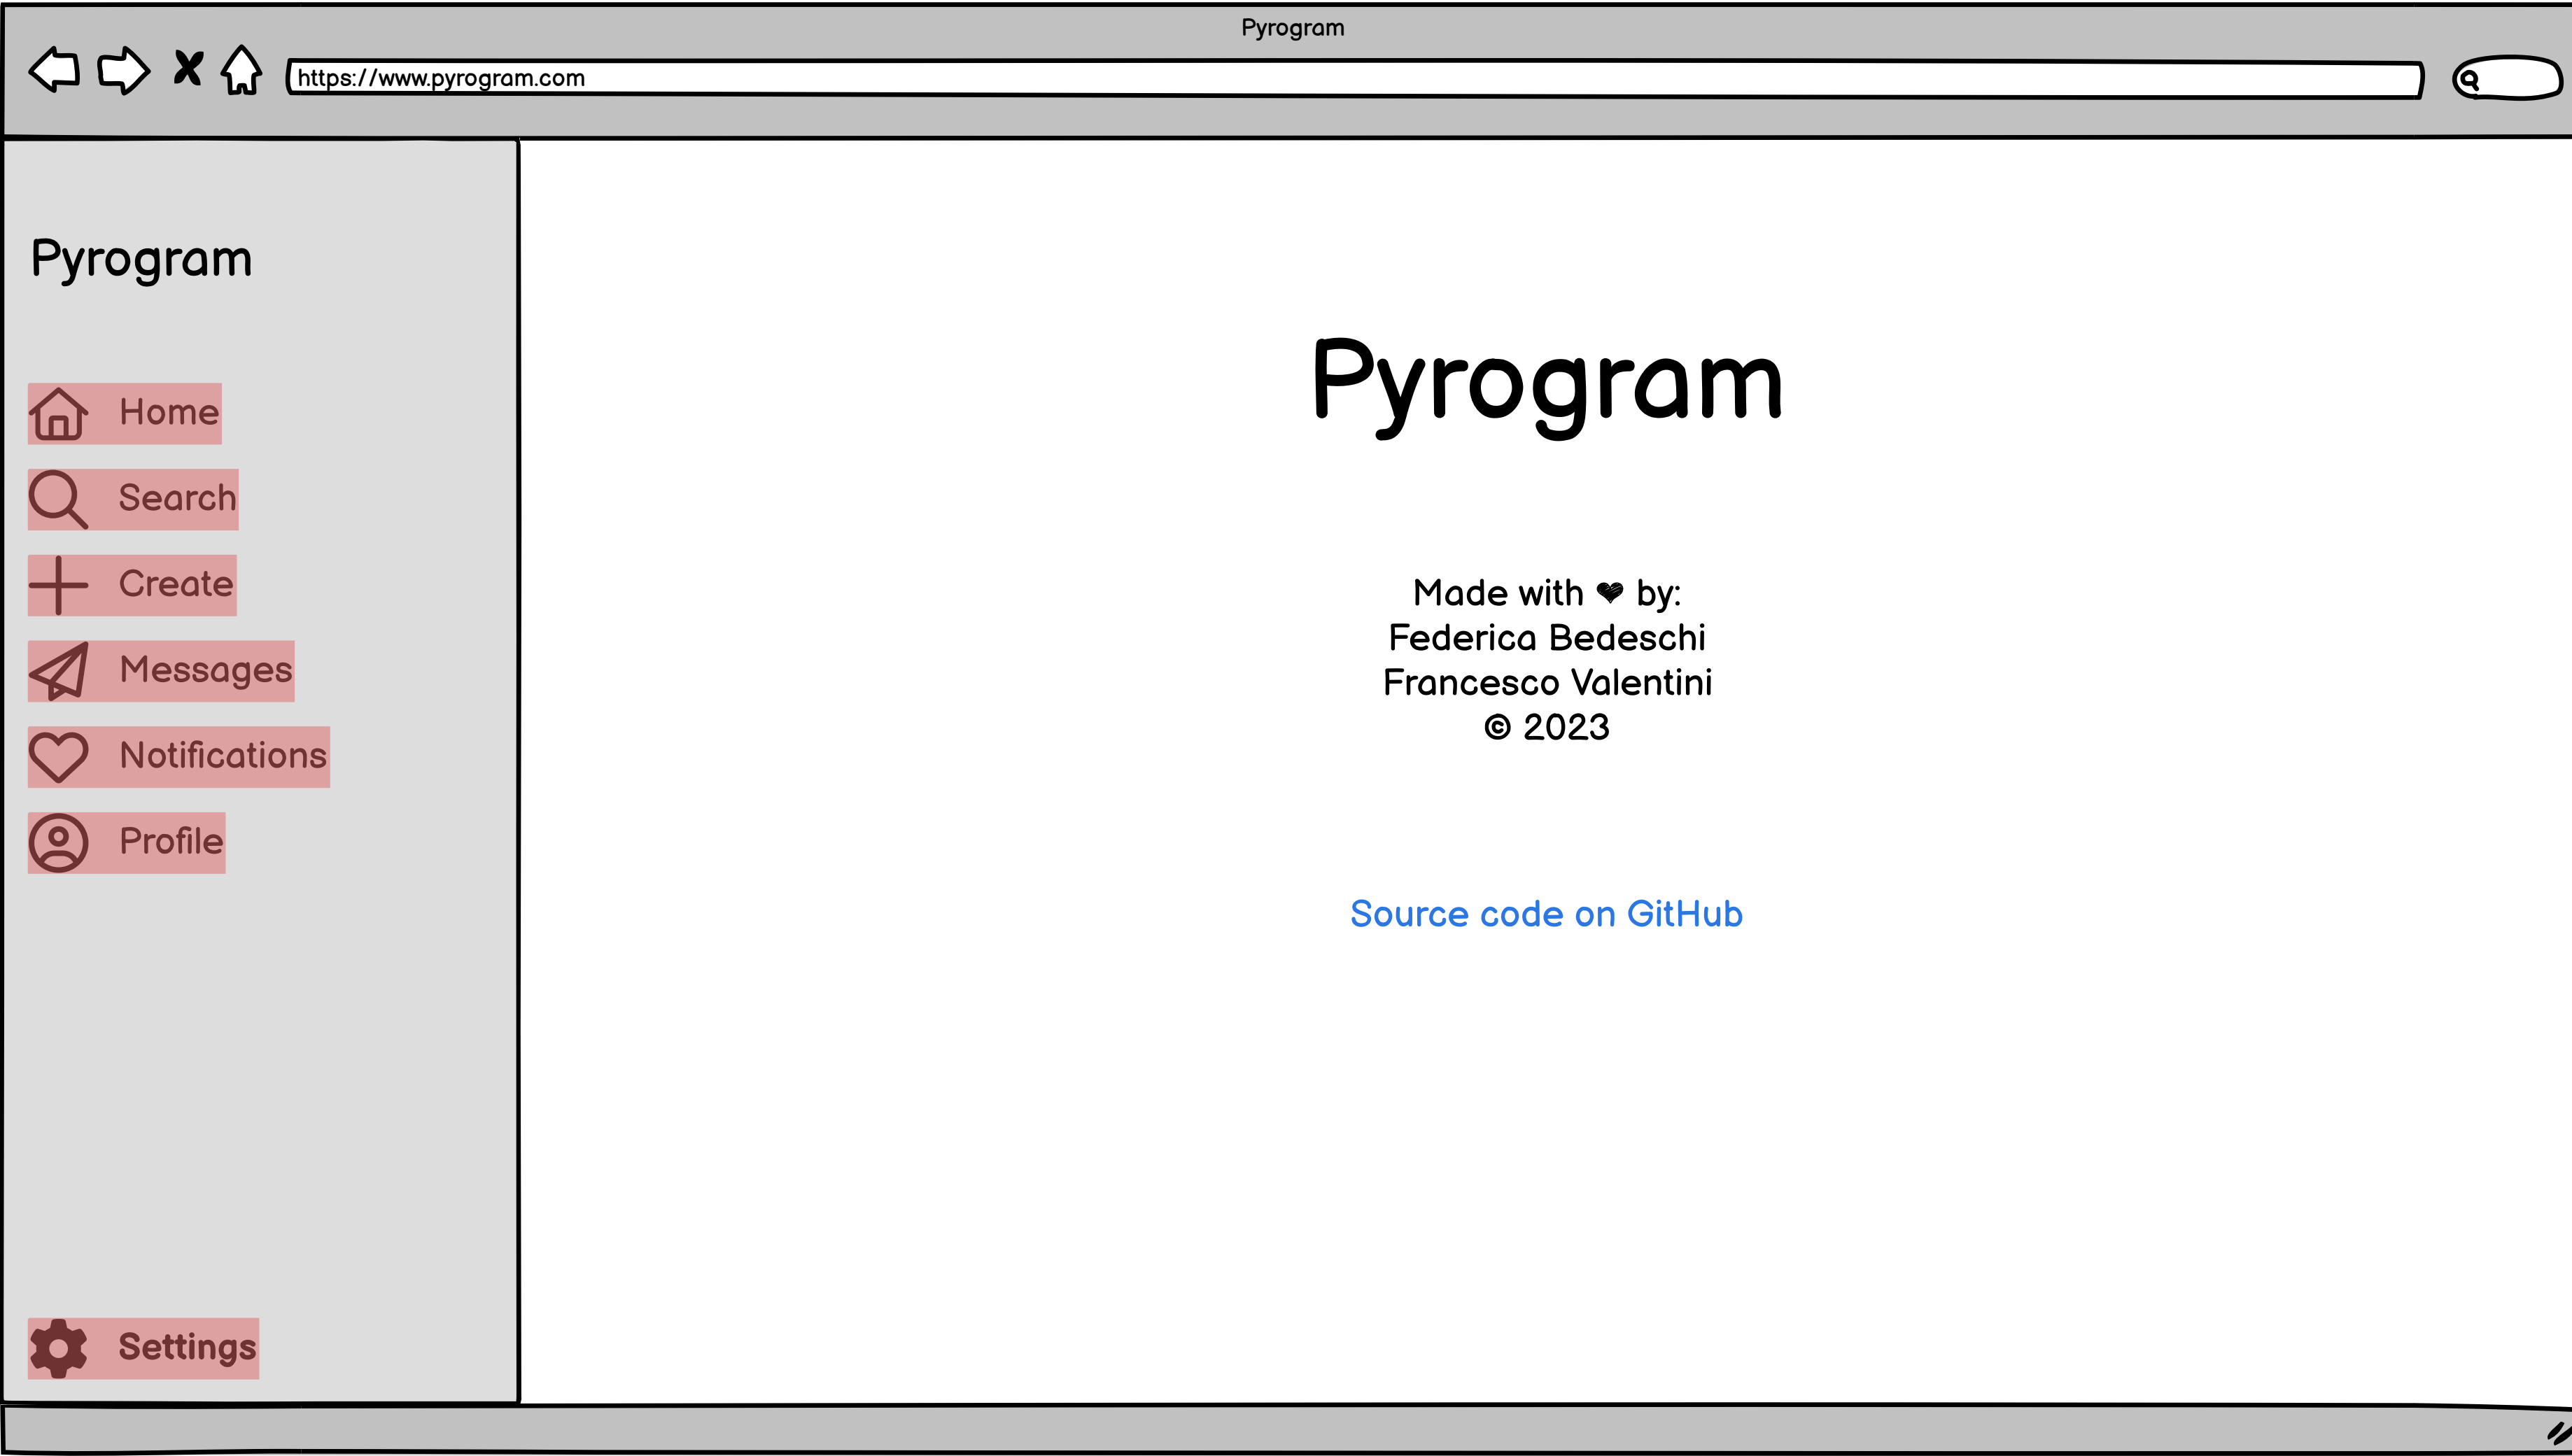 Pyrogram
https://www.pyrogram.com
Pyrogram
Home
Search
Create
Messages
Notifications
Profile
Settings
Pyrogram
Made with ❤ by:
Federica Bedeschi
Francesco Valentini
© 2023
Source code on GitHub